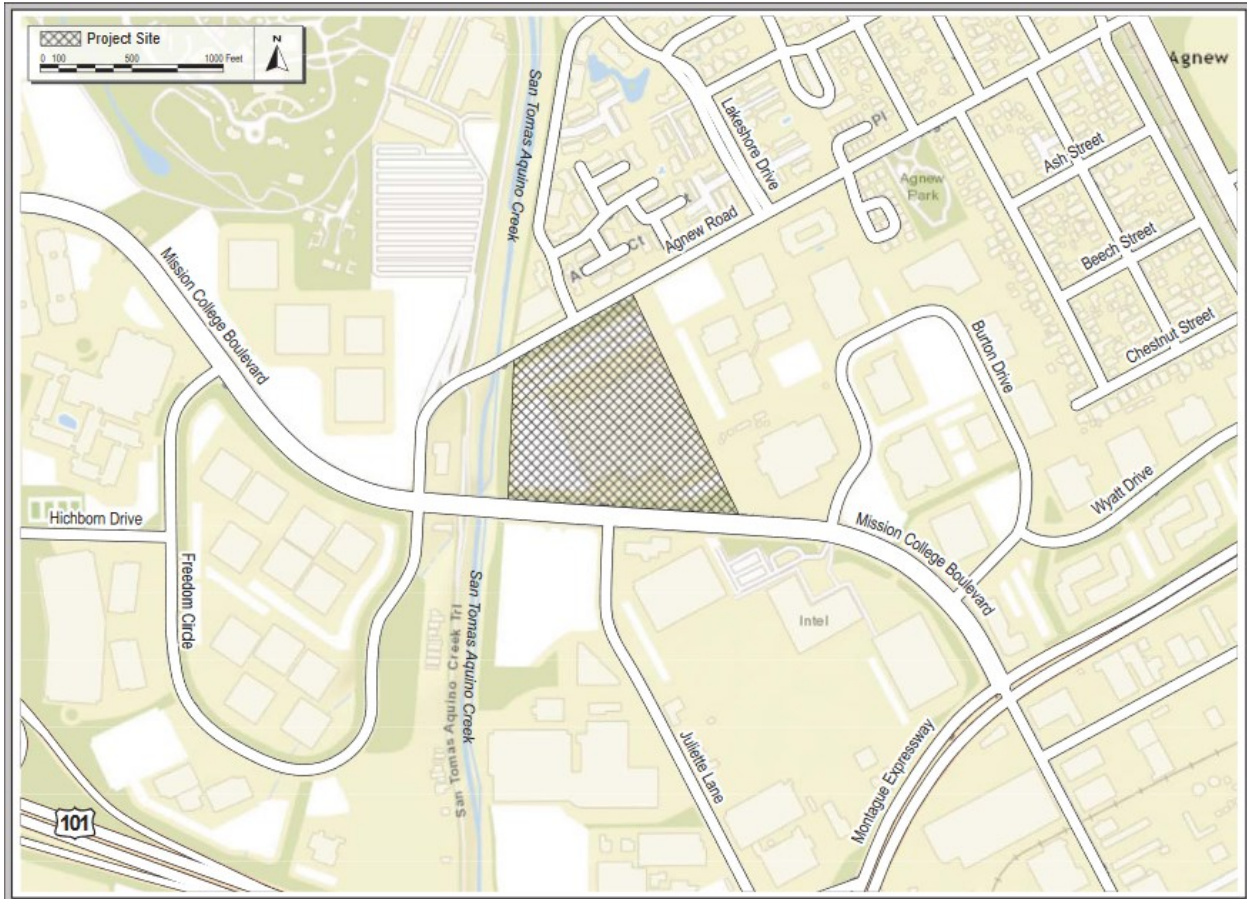 Project Site
0 100 500 1000 Feet
N
Agnew
San Tomas Aquino Creek
Lakeshore Drive
Pl
Agnew
Park
Ash Street
Agnew Road
Ct
Beech Street
Mission College Boulevard
Burton Drive
Chestnut Street
Wyatt Drive
Hichborn Drive
Mission College Boulevard
Freedom Circle
San Tomas Aquino Creek Trl
San Tomas Aquino Creek
Intel
Juliette Lane
Montague Expressway
101